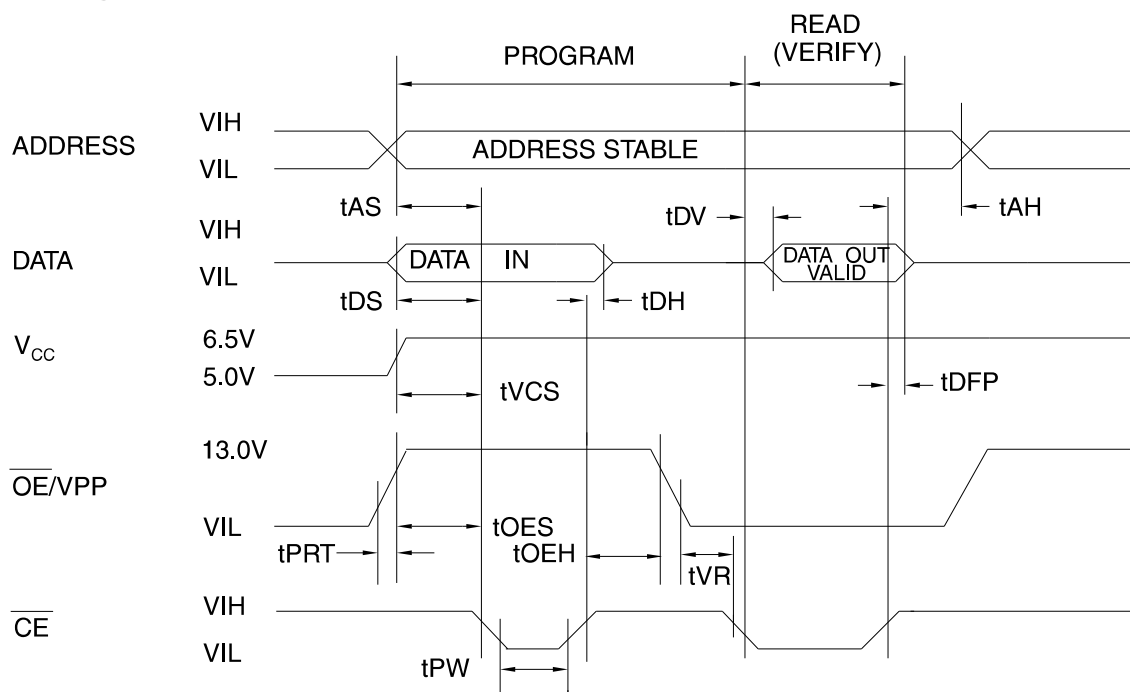 READ
(VERIFY)
PROGRAM
ADDRESS
VIH
VIL
ADDRESS STABLE
tAS
tDV
tAH
DATA
VIH
VIL
DATA IN
DATA OUT
VALID
tDS
tDH
VCC
6.5V
5.0V
tVCS
tDFP
OE/VPP
13.0V
VIL
tOES
tPRT
tOEH
tVR
CE
VIH
VIL
tPW